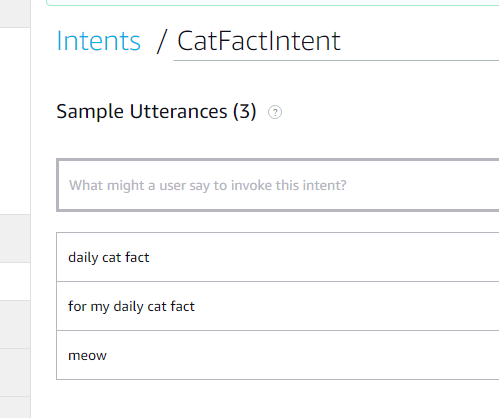 Intents / CatFactIntent
Sample Utterances (3) ?
What might a user say to invoke this intent?
daily cat fact
for my daily cat fact
meow